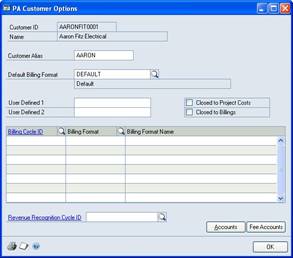 PA Customer Options
Customer ID AARONFIT0001
Name Aaron Fitz Electrical
Customer Alias AARON
Default Billing Format DEFAULT
Default
User Defined 1 Closed to Project Costs
User Defined 2 Closed to Billings
Billing Cycle ID Billing Format Billing Format Name
Revenue Recognition Cycle ID
Accounts Fee Accounts
OK